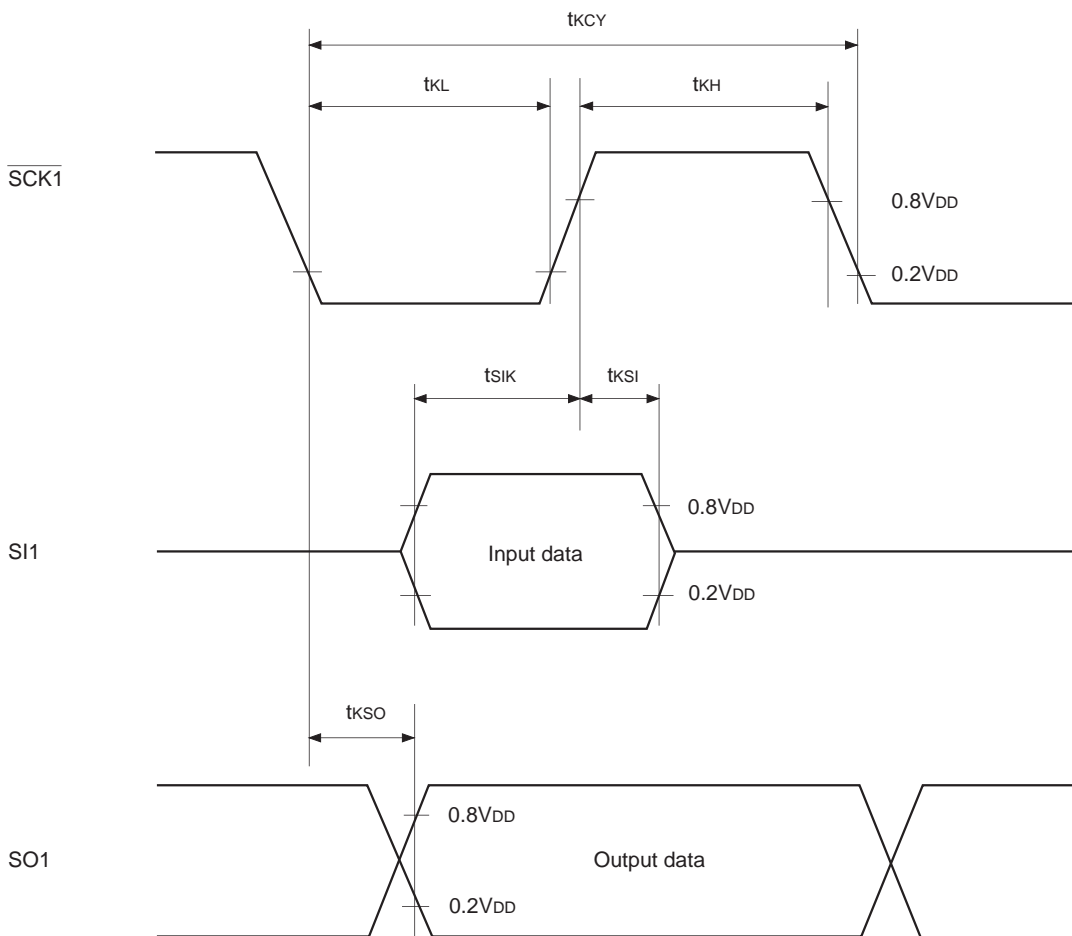 tKCY
tKL
tKH
SCK1
0.8VDD
0.2VDD
tSIK
tKSI
0.8VDD
SI1
Input data
0.2VDD
tKSO
0.8VDD
SO1
Output data
0.2VDD